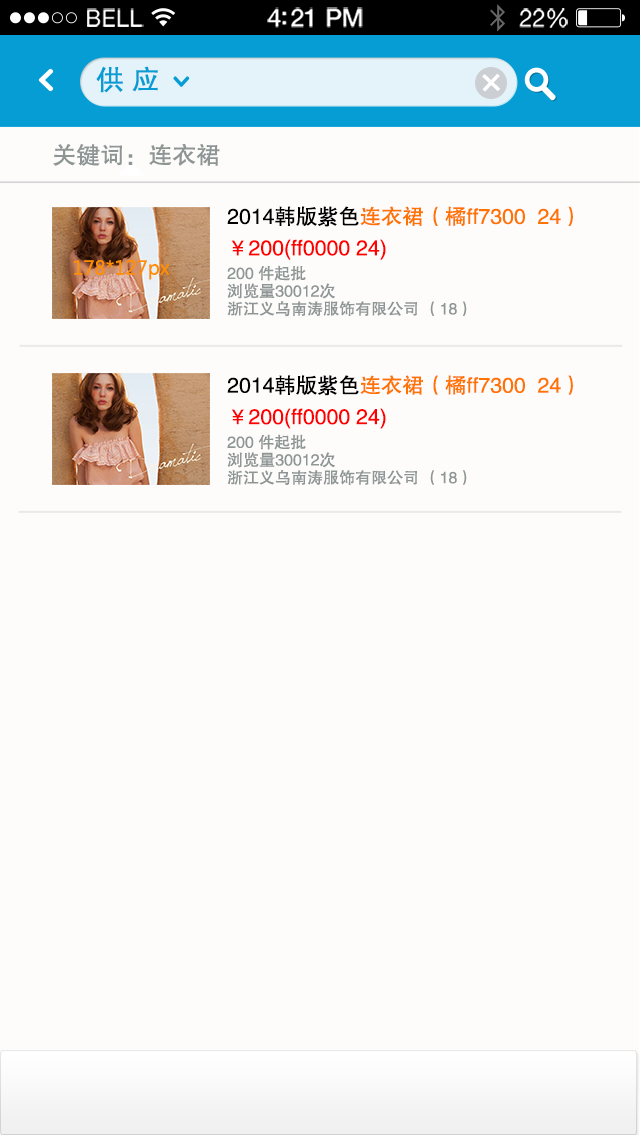 BELL 4:21 PM 22%
供 应
关键词：连衣裙
2014韩版紫色连衣裙（橘ff7300 24）
￥200(ff0000 24)
178*127px
200 件起批
浏览量30012次
浙江义乌南涛服饰有限公司（18）
Dramatic
2014韩版紫色连衣裙（橘ff7300 24）
￥200(ff0000 24)
200 件起批
浏览量30012次
浙江义乌南涛服饰有限公司（18）
Dramatic